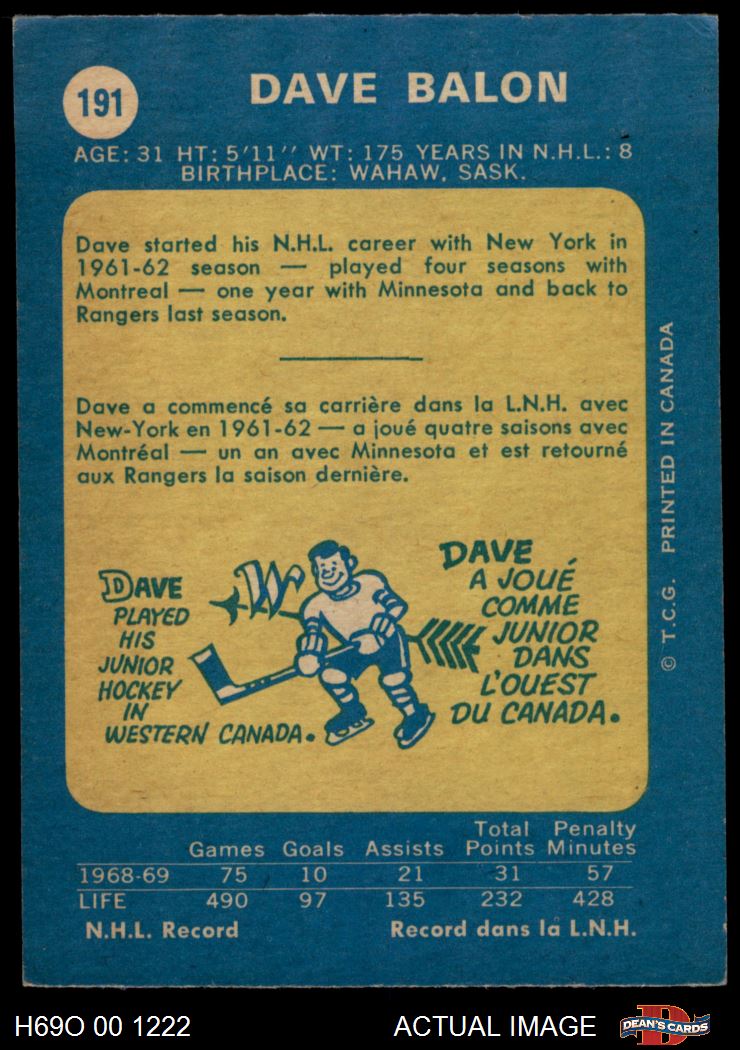 191
DAVE BALON
AGE: 31 HT: 5'11'' WT: 175 YEARS IN N.H.L.: 8
BIRTHPLACE: WAHAW, SASK.
Dave started his N.H.L. career with New York in
1961-62 season — played four seasons with
Montreal — one year with Minnesota and back to
Rangers last season.
Dave a commencé sa carrière dans la L.N.H. avec
New-York en 1961-62 — a joué quatre saisons avec
Montréal — un an avec Minnesota et est retourné
aux Rangers la saison dernière.
DAVE
PLAYED
HIS
JUNIOR
HOCKEY
IN
WESTERN CANADA.
W
DAVE
A JOUÉ
COMME
JUNIOR
DANS
L'OUEST
DU CANADA.
© T.C.G. PRINTED IN CANADA
Games Goals Assists Total Points Penalty Minutes
1968-69 75 10 21 31 57
LIFE 490 97 135 232 428
N.H.L. Record Record dans la L.N.H.
H69O 00 1222 ACTUAL IMAGE D DEAN'S CARDS